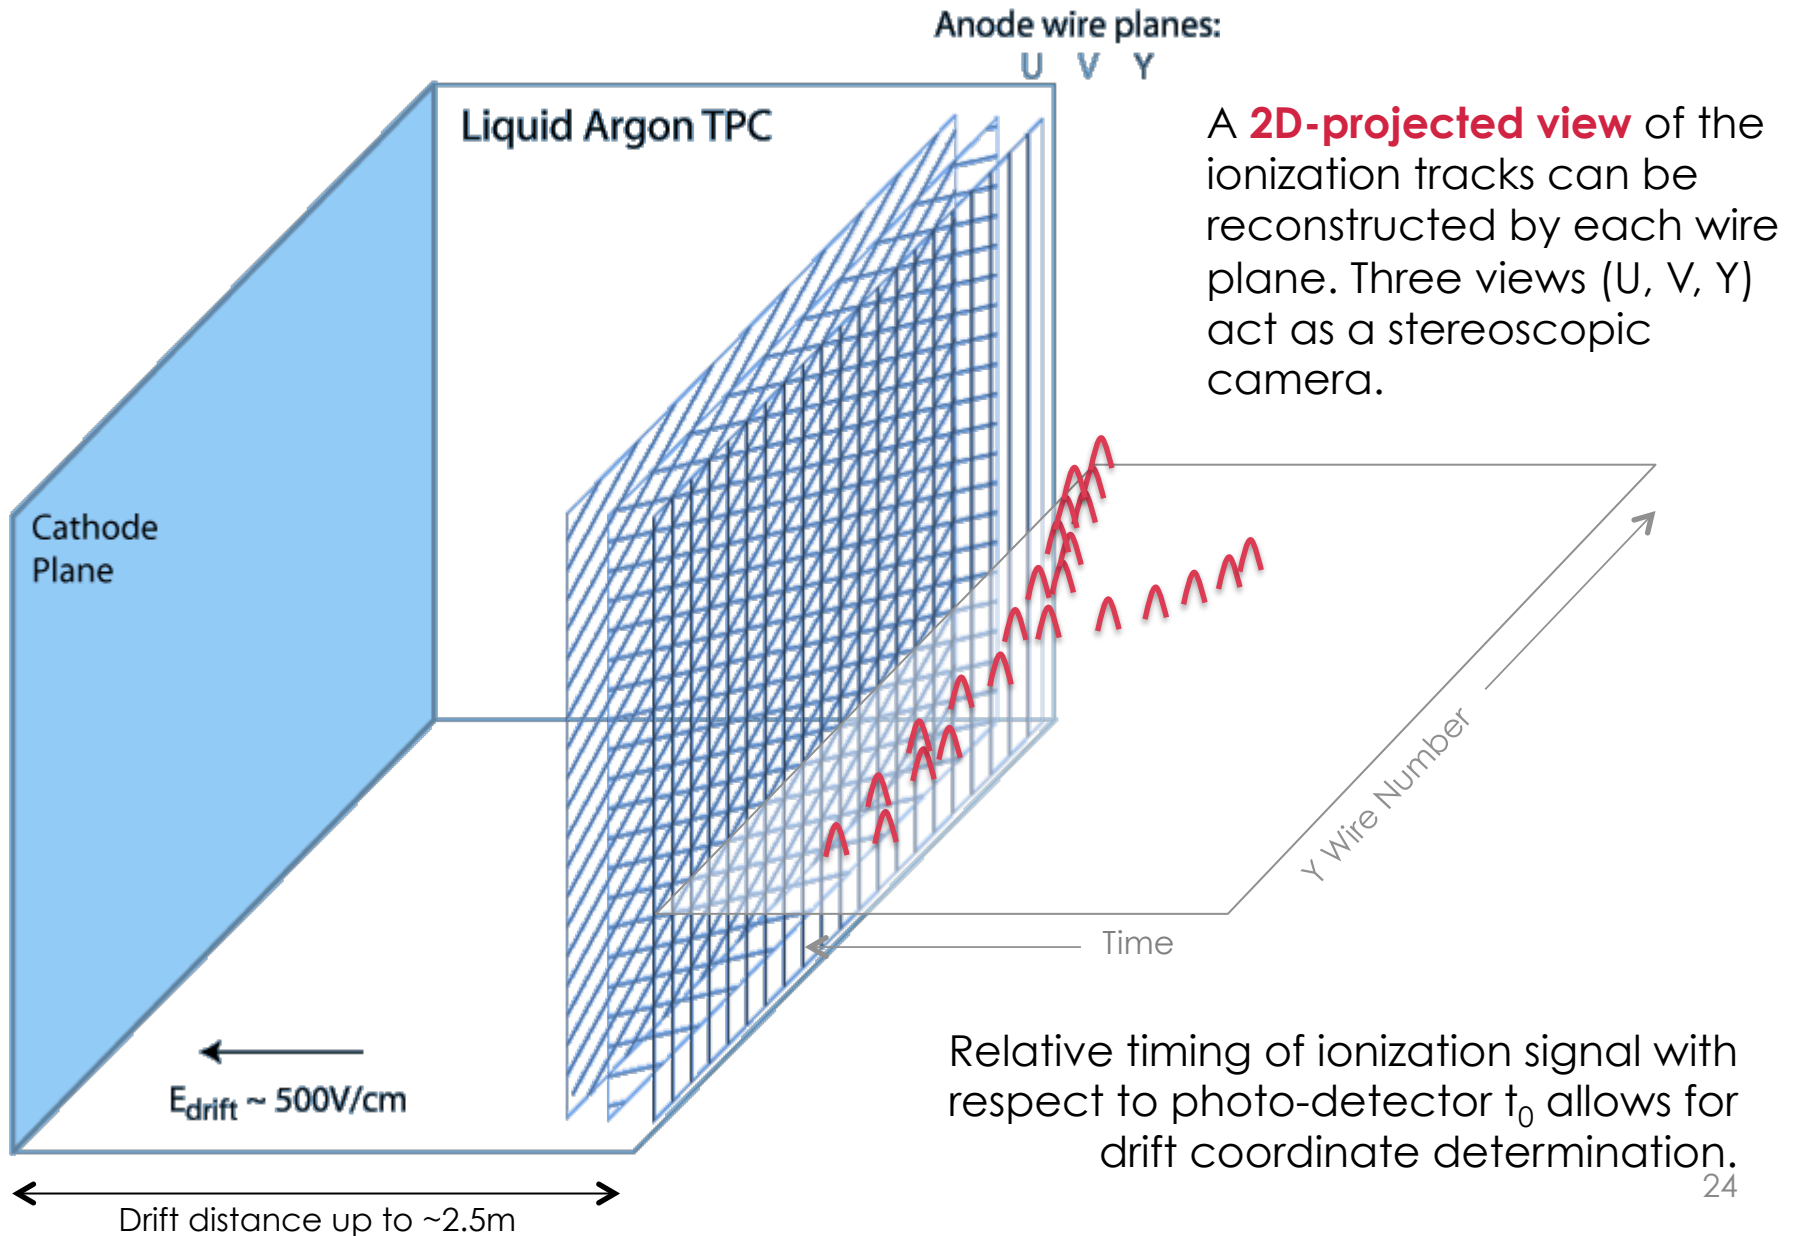 Anode wire planes:
U V Y
Liquid Argon TPC
A 2D-projected view of the
ionization tracks can be
reconstructed by each wire
plane. Three views (U, V, Y)
act as a stereoscopic
camera.
Cathode
Plane
Y Wire Number
Time
E_drift ~ 500V/cm
Relative timing of ionization signal with
respect to photo-detector t₀ allows for
drift coordinate determination.
24
Drift distance up to ~2.5m